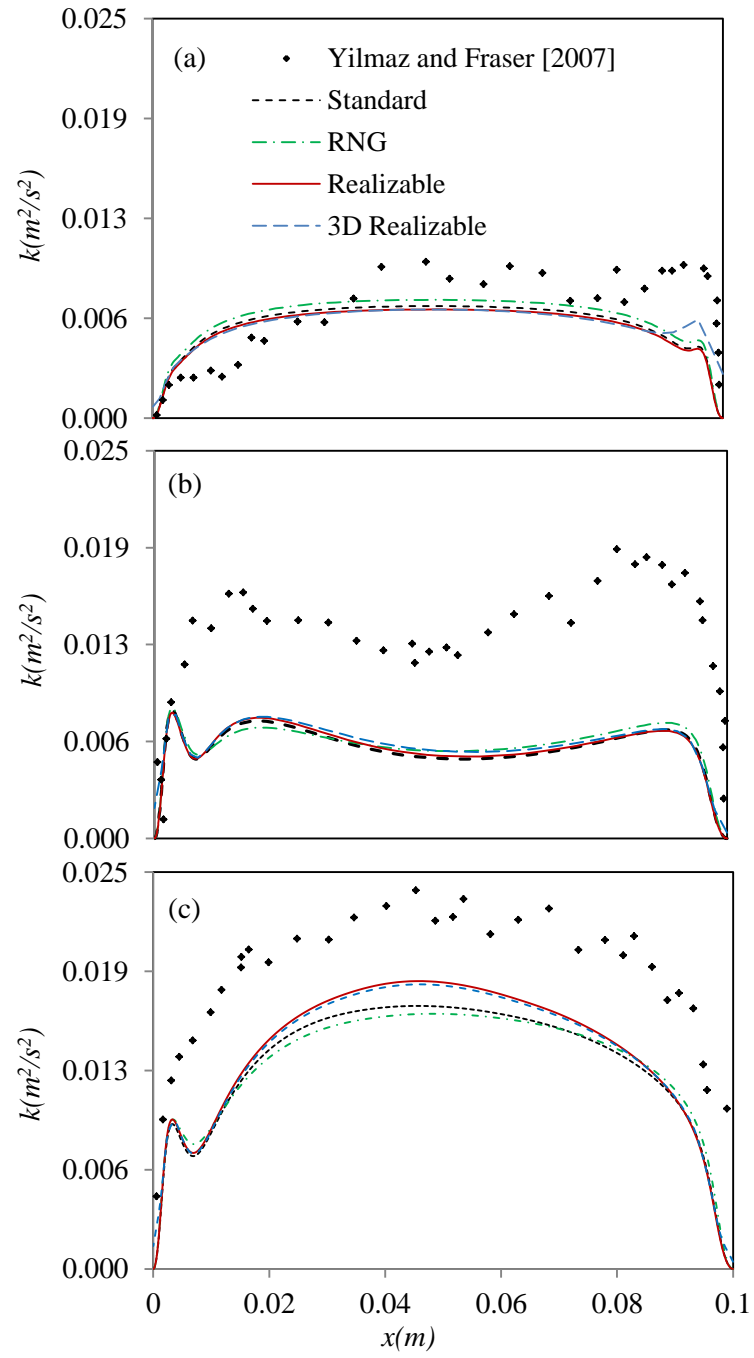 0.025
(a)
Yilmaz and Fraser [2007]
Standard
0.019
RNG
Realizable
0.013
3D Realizable
k(m²/s²)
0.006
0.000
0.025
(b)
0.019
0.013
k(m²/s²)
0.006
0.000
0.025
(c)
0.019
0.013
k(m²/s²)
0.006
0.000
0 0.02 0.04 0.06 0.08 0.1
x(m)